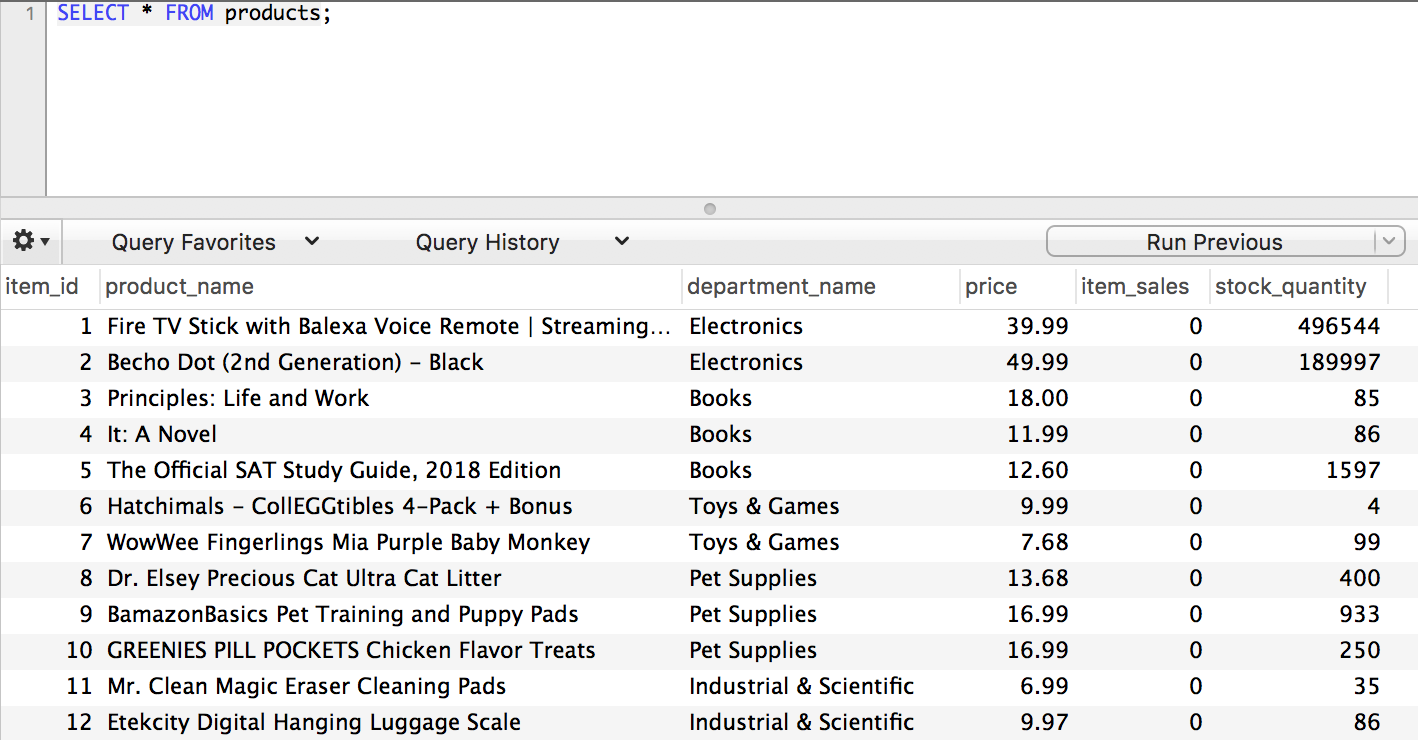 1 SELECT * FROM products;
Query Favorites Query History Run Previous
item_id product_name department_name price item_sales stock_quantity
1 Fire TV Stick with Balexa Voice Remote | Streaming... Electronics 39.99 0 496544
2 Becho Dot (2nd Generation) – Black Electronics 49.99 0 189997
3 Principles: Life and Work Books 18.00 0 85
4 It: A Novel Books 11.99 0 86
5 The Official SAT Study Guide, 2018 Edition Books 12.60 0 1597
6 Hatchimals – CollEGGtibles 4-Pack + Bonus Toys & Games 9.99 0 4
7 WowWee Fingerlings Mia Purple Baby Monkey Toys & Games 7.68 0 99
8 Dr. Elsey Precious Cat Ultra Cat Litter Pet Supplies 13.68 0 400
9 BamazonBasics Pet Training and Puppy Pads Pet Supplies 16.99 0 933
10 GREENIES PILL POCKETS Chicken Flavor Treats Pet Supplies 16.99 0 250
11 Mr. Clean Magic Eraser Cleaning Pads Industrial & Scientific 6.99 0 35
12 Etekcity Digital Hanging Luggage Scale Industrial & Scientific 9.97 0 86